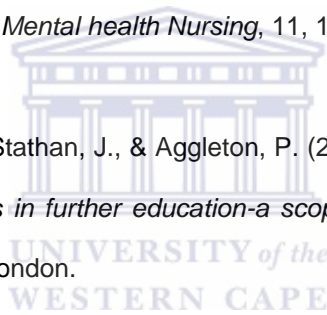 Mental health Nursing, 11, 1
Stathan, J., & Aggleton, P. (2
s in further education-a scop
UNIVERSITY of the
ondon.
WESTERN CAPE